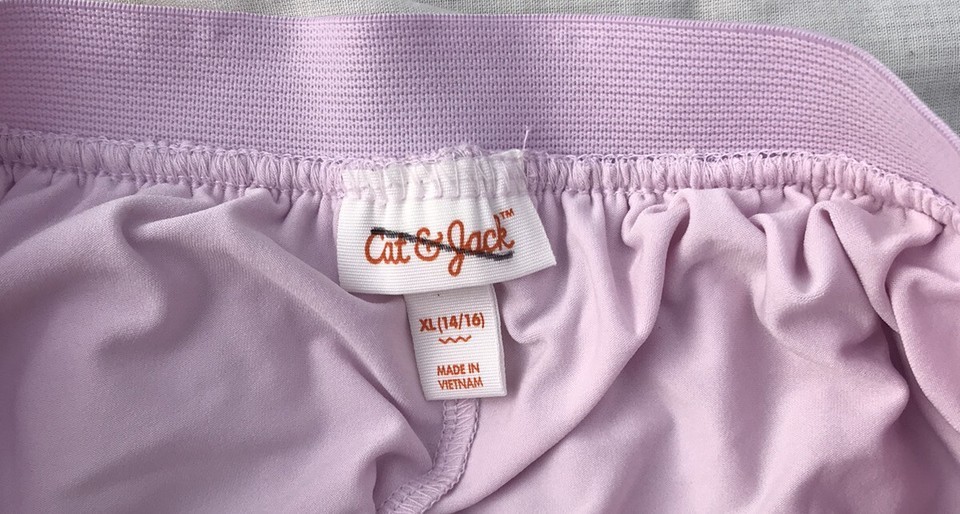 Cat & Jack™
XL (14/16)
MADE IN
VIETNAM